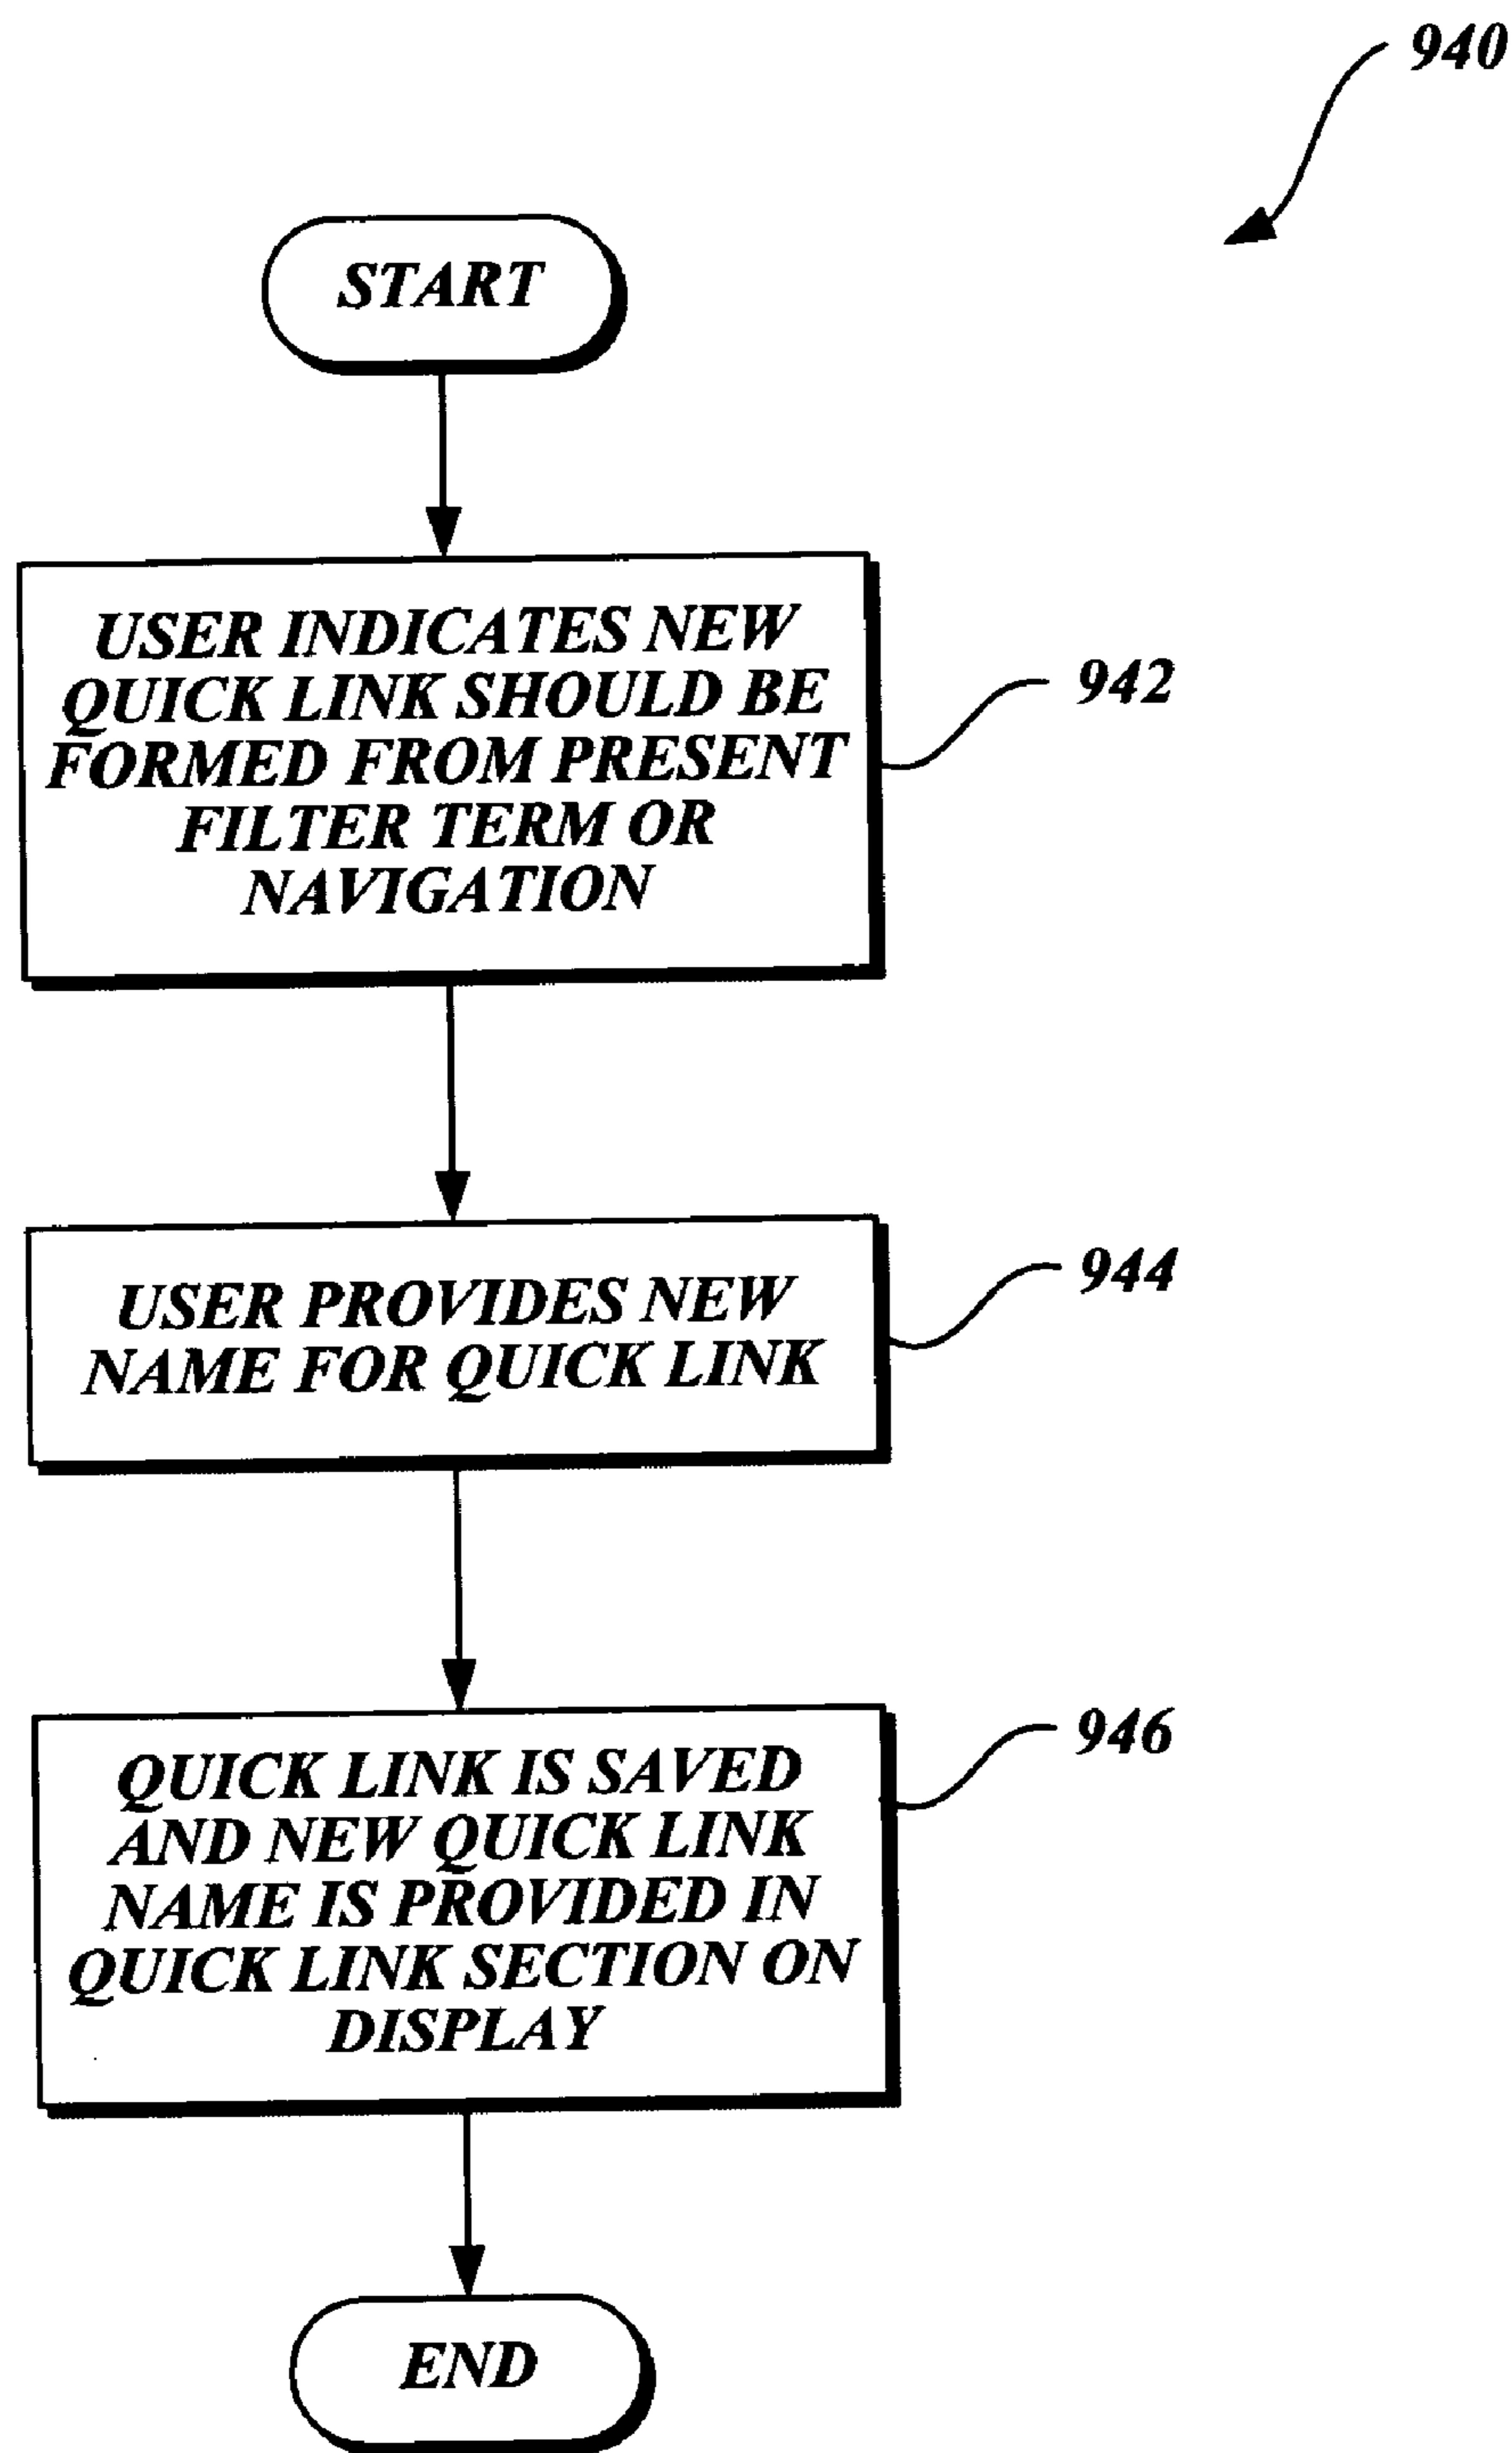 940
START
USER INDICATES NEW
QUICK LINK SHOULD BE
FORMED FROM PRESENT
FILTER TERM OR
NAVIGATION
942
USER PROVIDES NEW
NAME FOR QUICK LINK
944
QUICK LINK IS SAVED
AND NEW QUICK LINK
NAME IS PROVIDED IN
QUICK LINK SECTION ON
DISPLAY
946
END